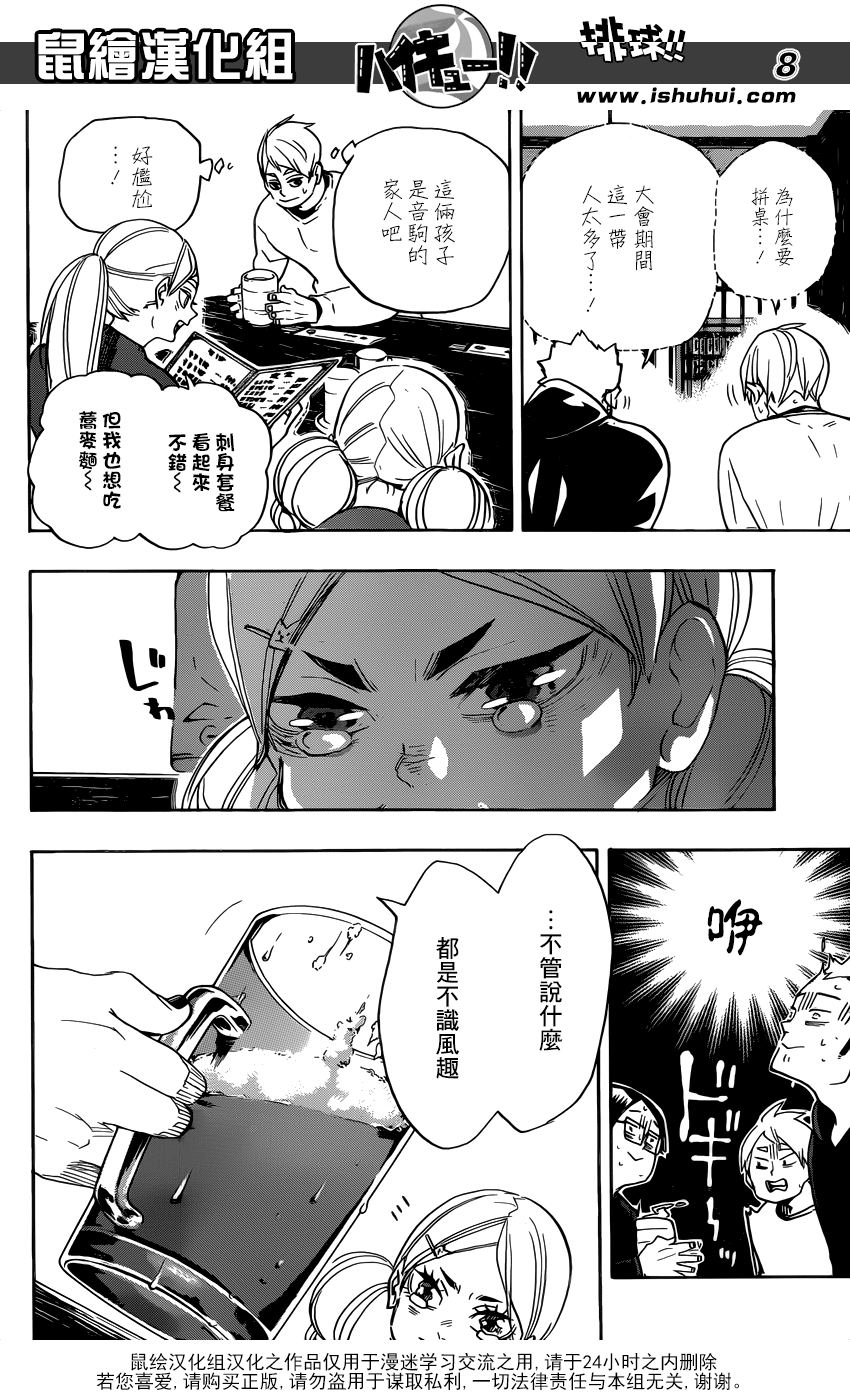 鼠繪漢化組
ハイキュー!!
排球!!
8
www.ishuhui.com
為什麼要
拼桌…!
大會期間
這一帶
人太多了…!
這倆孩子
是音駒的
家人吧
好尷尬
…!
刺身套餐
看起來
不錯~
但我也想吃
蕎麥麵~
じわ
咿
ドギー
…不管說什麼
都是不識風趣
鼠绘汉化组汉化之作品仅用于漫迷学习交流之用, 请于24小时之内删除
若您喜爱, 请购买正版, 请勿盗用于谋取私利, 一切法律责任与本组无关, 谢谢。